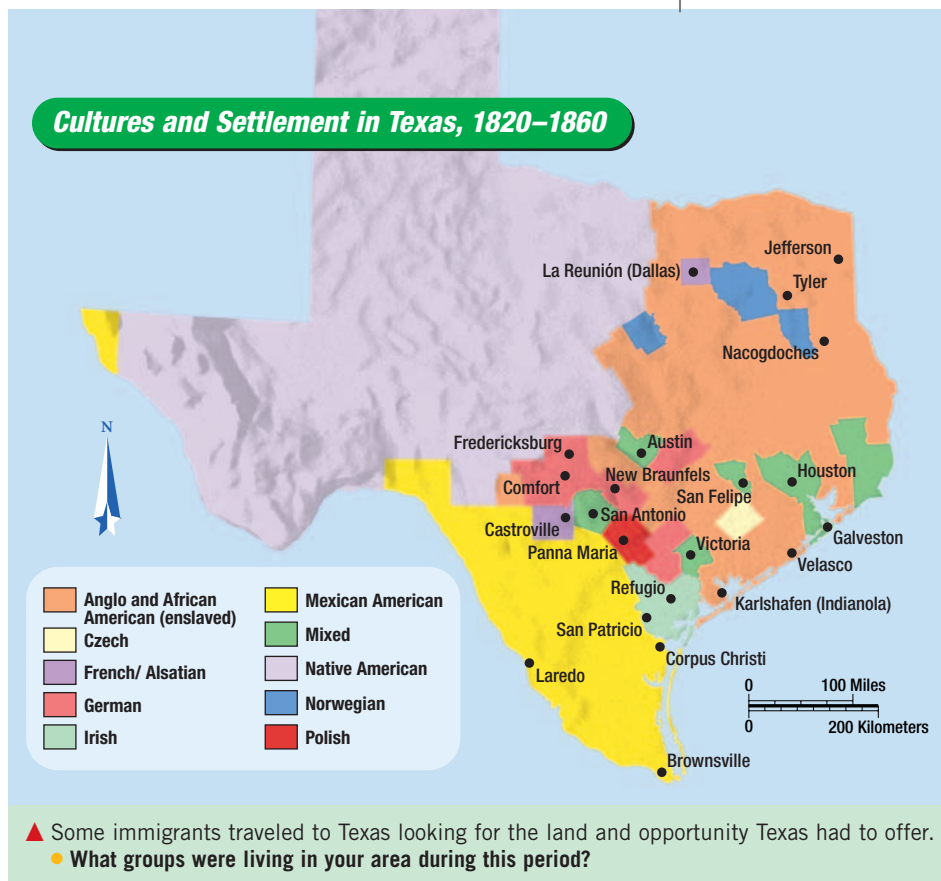 Cultures and Settlement in Texas, 1820–1860
Jefferson
La Reunión (Dallas)
Tyler
Nacogdoches
Fredericksburg
Austin
Comfort
New Braunfels
Houston
San Felipe
Castroville
San Antonio
Panna Maria
Victoria
Galveston
Velasco
Refugio
Karlshafen (Indianola)
San Patricio
Corpus Christi
Laredo
Brownsville
N
Anglo and African
American (enslaved)
Czech
French/ Alsatian
German
Irish
Mexican American
Mixed
Native American
Norwegian
Polish
0 100 Miles
0 200 Kilometers
Some immigrants traveled to Texas looking for the land and opportunity Texas had to offer.
What groups were living in your area during this period?